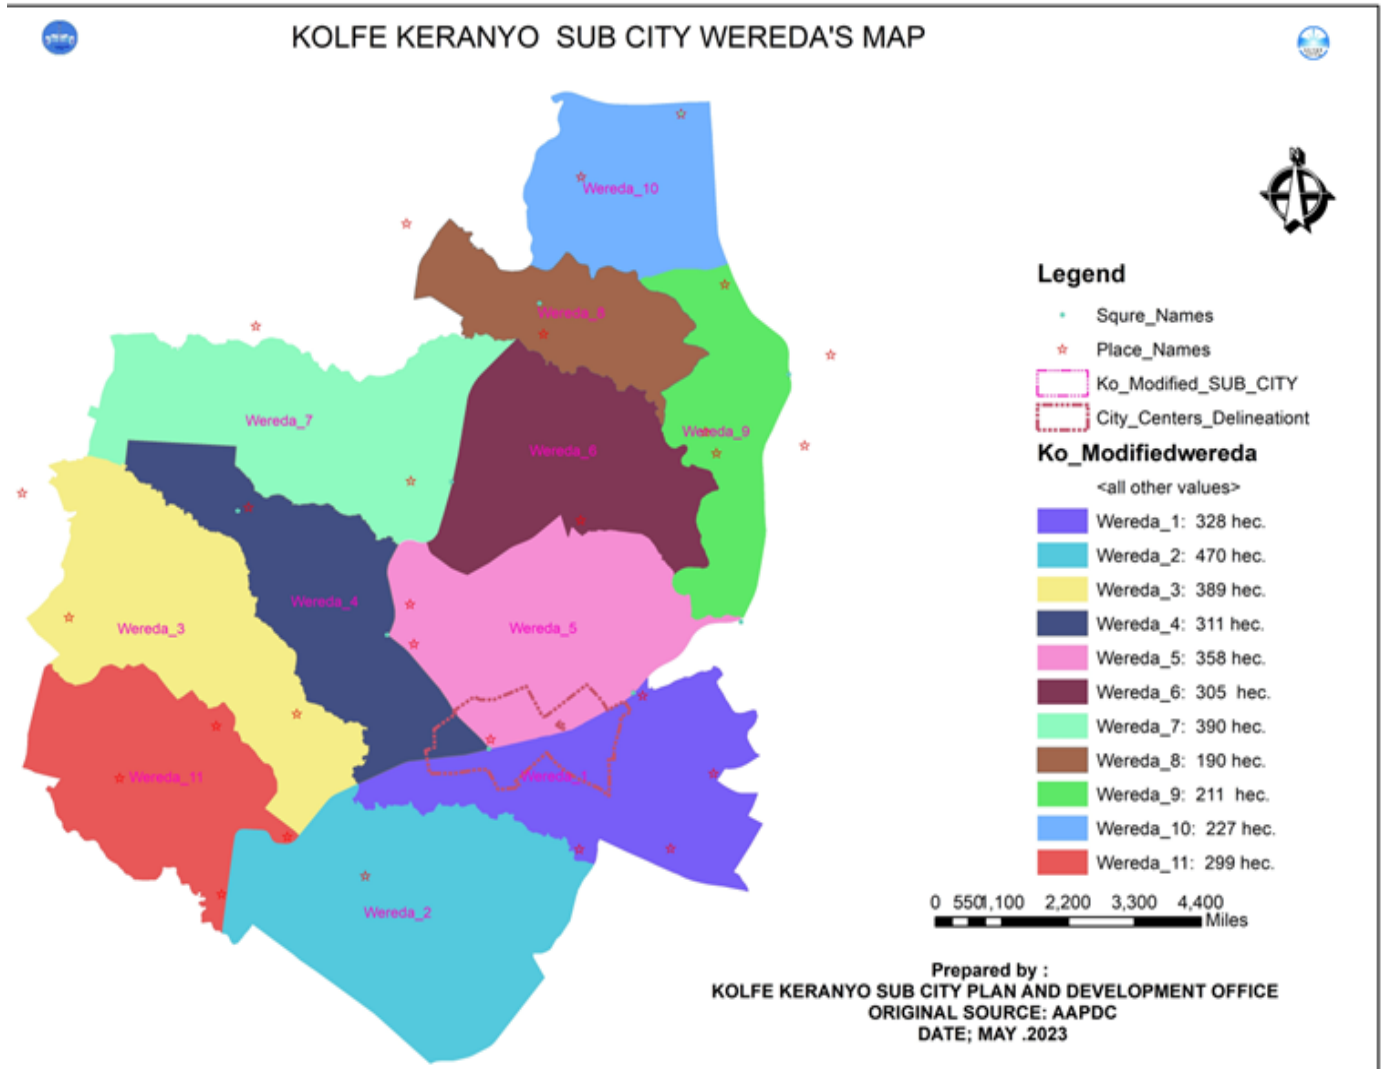 KOLFE KERANYO SUB CITY WEREDA'S MAP
N
Wereda_10
Wereda_8
Wereda_7
Wereda_9
Wereda_6
Wereda_4
Wereda_3
Wereda_5
Wereda_11
Wereda_1
Wereda_2
Legend
Squre_Names
Place_Names
Ko_Modified_SUB_CITY
City_Centers_Delineationt
Ko_Modifiedwereda
<all other values>
Wereda_1: 328 hec.
Wereda_2: 470 hec.
Wereda_3: 389 hec.
Wereda_4: 311 hec.
Wereda_5: 358 hec.
Wereda_6: 305 hec.
Wereda_7: 390 hec.
Wereda_8: 190 hec.
Wereda_9: 211 hec.
Wereda_10: 227 hec.
Wereda_11: 299 hec.
0 550 1,100 2,200 3,300 4,400
Miles
Prepared by :
KOLFE KERANYO SUB CITY PLAN AND DEVELOPMENT OFFICE
ORIGINAL SOURCE: AAPDC
DATE; MAY .2023